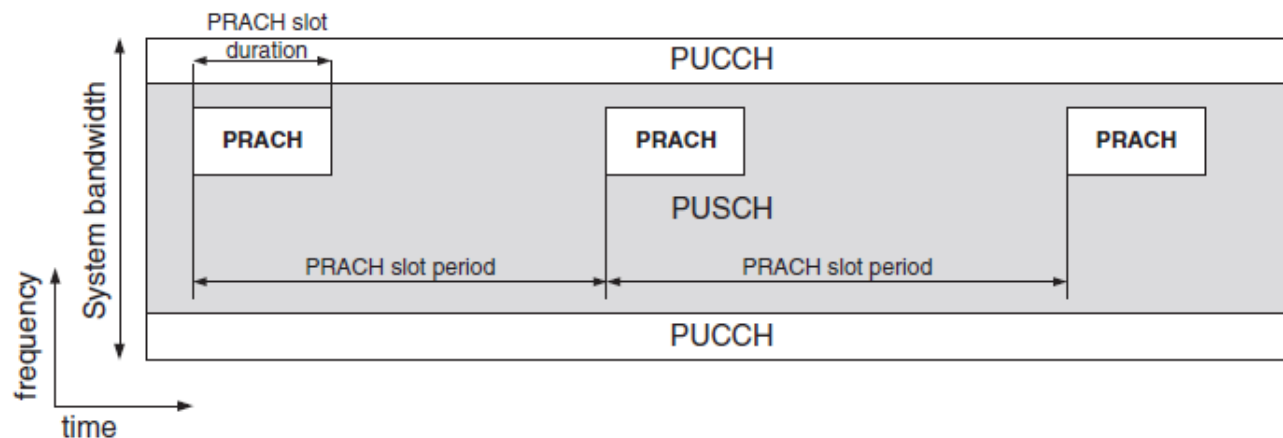 PRACH slot
duration
PUCCH
PRACH
PRACH
PRACH
PUSCH
PRACH slot period
PRACH slot period
PUCCH
System bandwidth
frequency
time